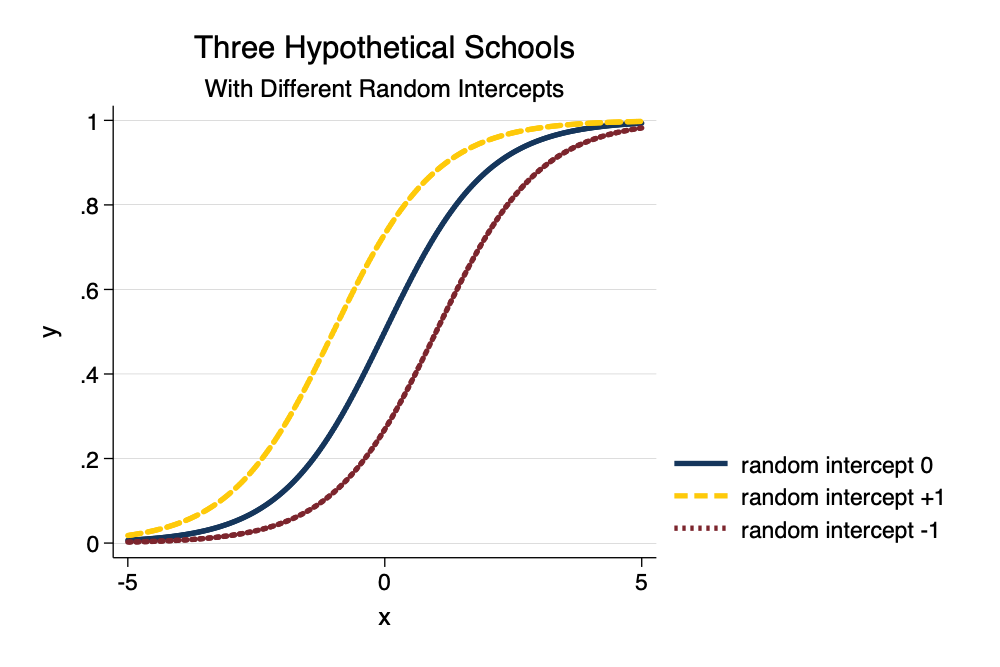 Three Hypothetical Schools
With Different Random Intercepts
1
.8
.6
.4
.2
0
y
-5
0
5
x
random intercept 0
random intercept +1
random intercept -1